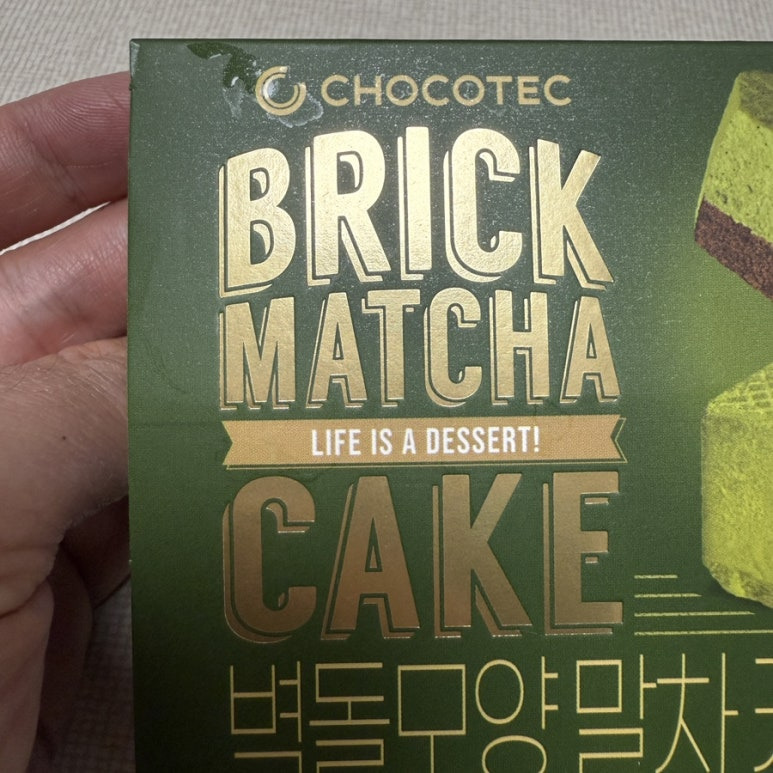 CHOCOTEC
BRICK
MATCHA
LIFE IS A DESSERT!
CAKE
벽돌모양 말차